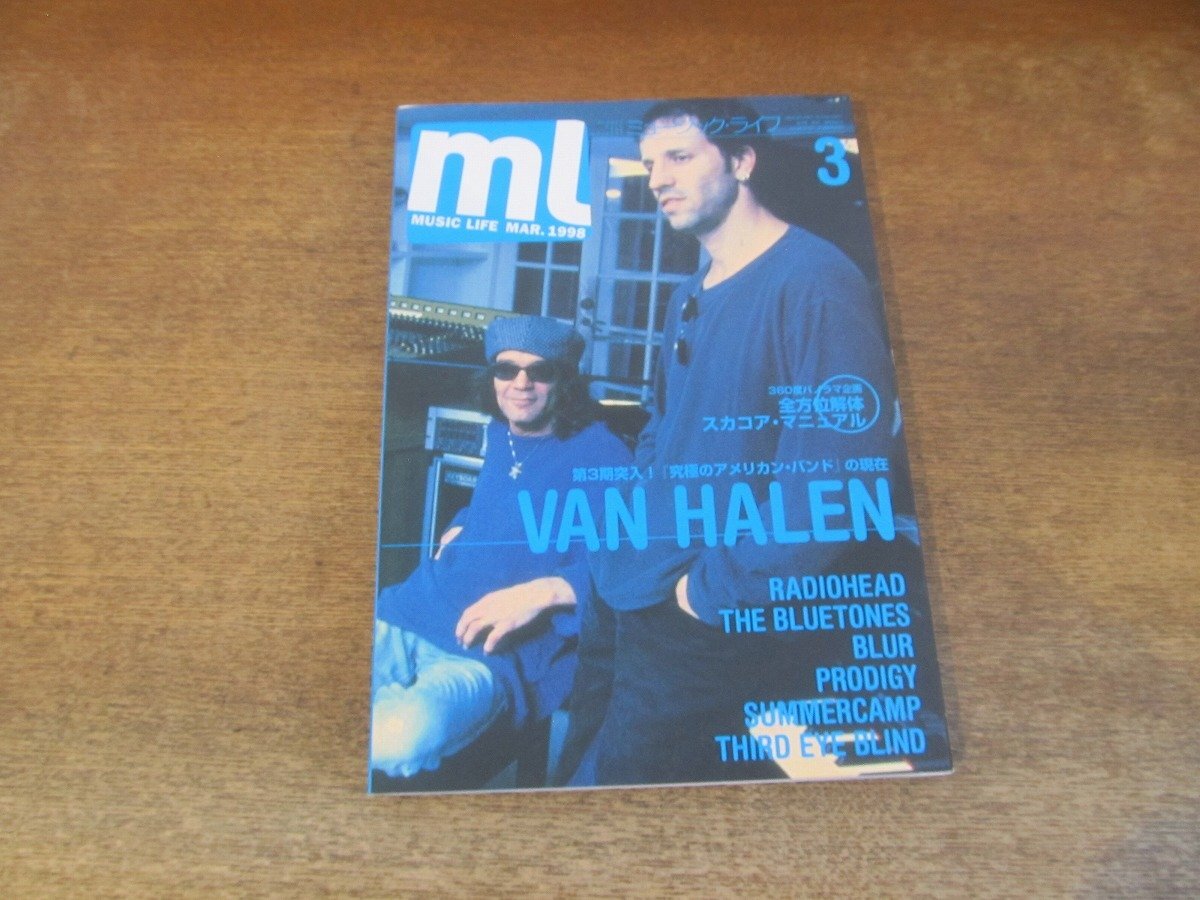 ml
ミュージック・ライフ
3
MUSIC LIFE MAR. 1998
360度パノラマ企画
全方位解体
スカコア・マニュアル
第3期突入!「究極のアメリカン・バンド」の現在
VAN HALEN
RADIOHEAD
THE BLUETONES
BLUR
PRODIGY
SUMMERCAMP
THIRD EYE BLIND